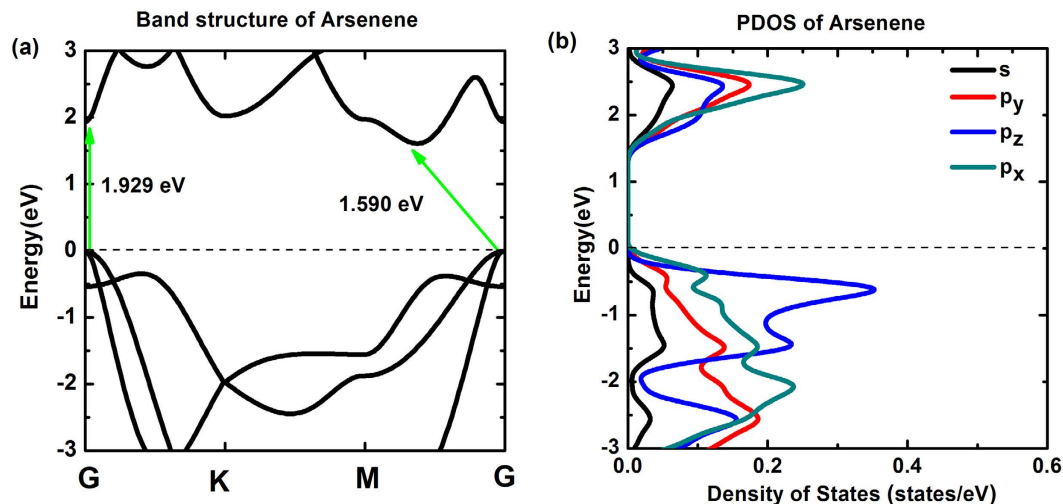 Band structure of Arsenene
(a)
Energy(eV)
3
2
1
0
-1
-2
-3
1.929 eV
1.590 eV
G
K
M
G
PDOS of Arsenene
(b)
Energy(eV)
3
2
1
0
-1
-2
-3
s
py
pz
px
0.0
0.2
0.4
0.6
Density of States (states/eV)